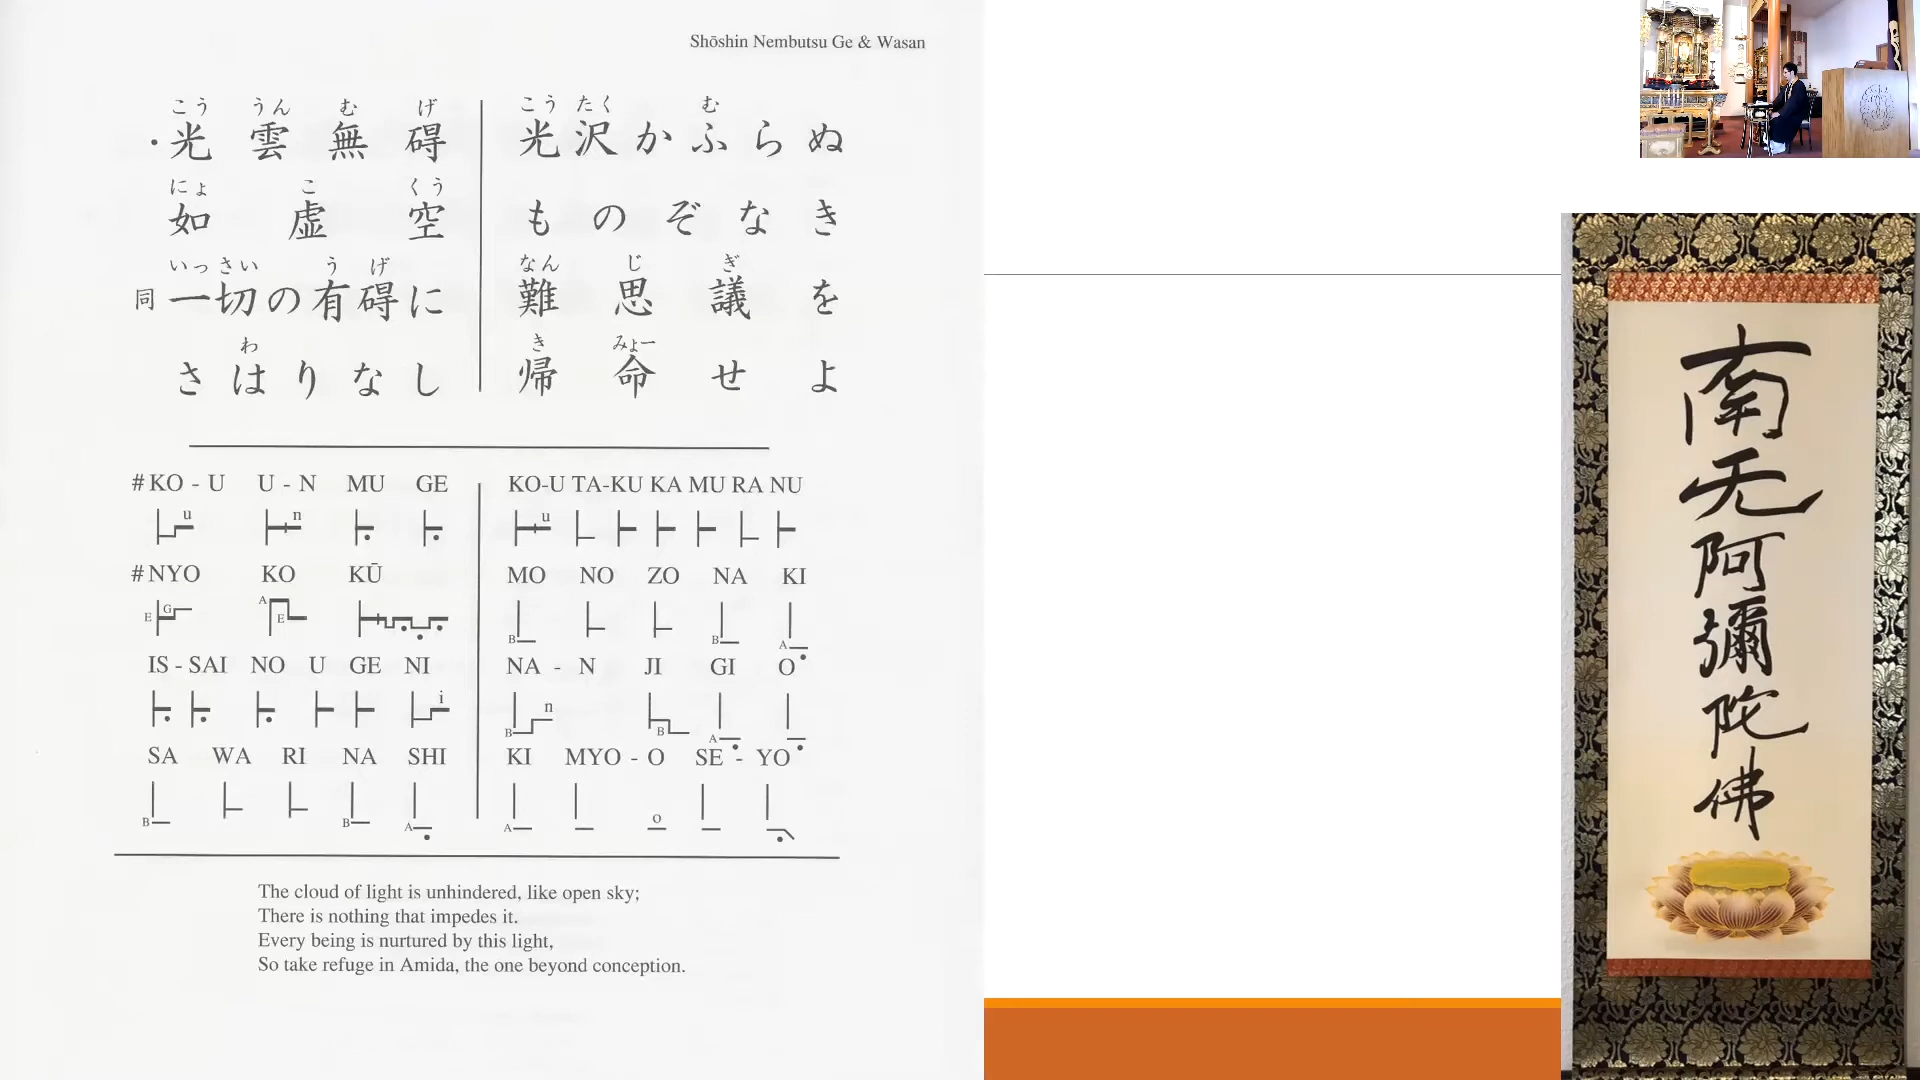 Shōshin Nembutsu Ge & Wasan
こう うん む げ
・光 雲 無 碍
にょ こ くう
如 虚 空
いっさい う げ
同 一切の有碍に
わ
さはりなし
こう たく む
光沢かふらぬ
ものぞなき
なん じ ぎ
難思議を
き みょー
帰命せよ
#KO - U U - N MU GE
u n
#NYO KO KŪ
E G A E
IS - SAI NO U GE NI
i
SA WA RI NA SHI
B B A
KO-U TA-KU KA MU RA NU
u
MO NO ZO NA KI
B B A
NA - N JI GI O
B n B A
KI MYO - O SE - YO
A o
The cloud of light is unhindered, like open sky;
There is nothing that impedes it.
Every being is nurtured by this light,
So take refuge in Amida, the one beyond conception.
南无阿彌陀佛